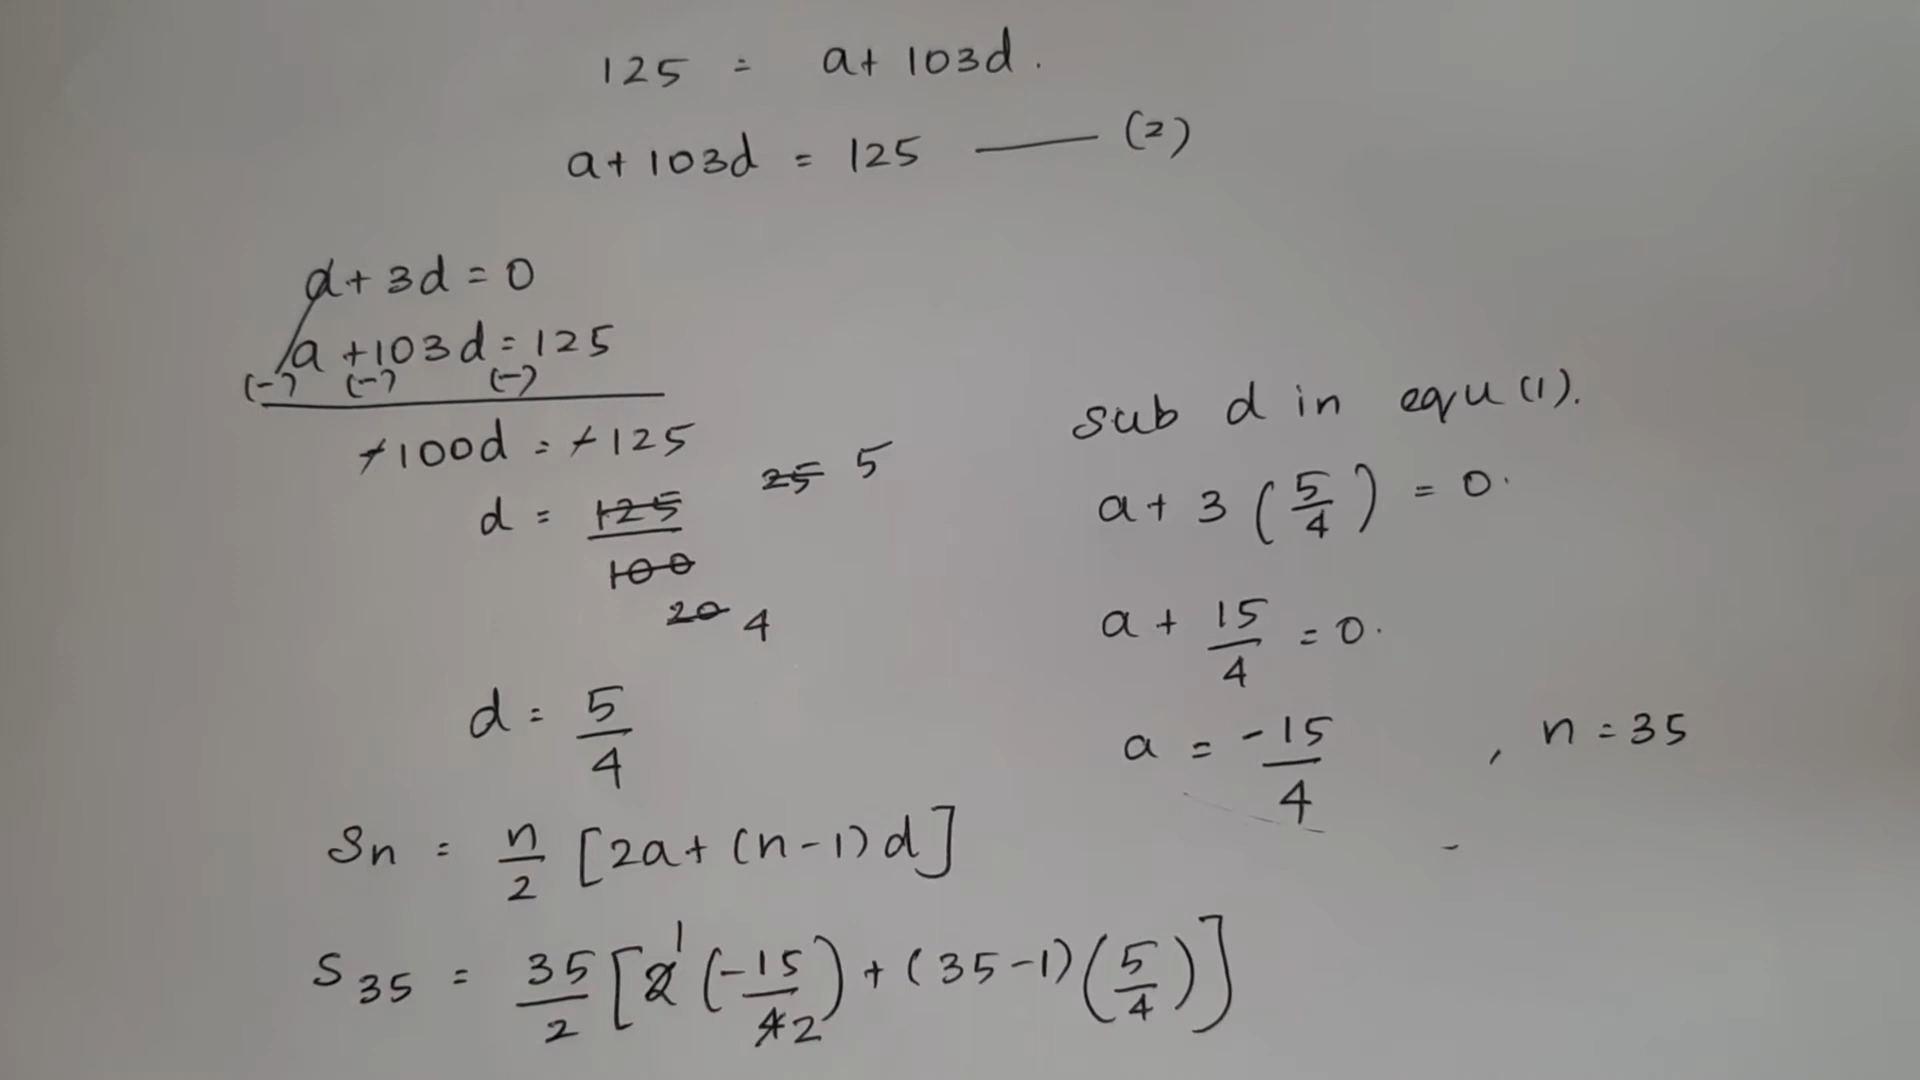 125 = a+ 103d.
a+ 103d = 125 —— (2)
a+ 3d = 0
a +103d = 125
(-) (-) (-)
-100d = -125
d = 125/100 25 5
20 4
d = 5/4
Sn = n/2 [2a+ (n-1)d]
S35 = 35/2 [2 1 (-15/4 2) + (35-1) (5/4)]
Sub d in equ (1).
a+ 3 (5/4) = 0.
a + 15/4 = 0.
a = -15/4 , n = 35